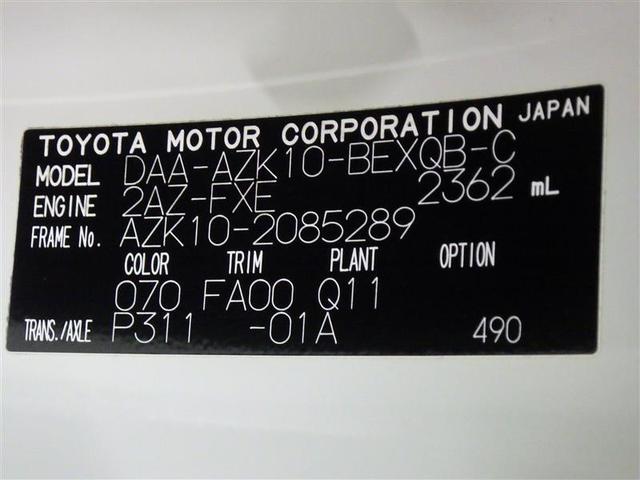 TOYOTA MOTOR CORPORATION JAPAN
MODEL DAA-AZK10-BEXQB-C
ENGINE 2AZ-FXE 2362 mL
FRAME No. AZK10-2085289
COLOR TRIM PLANT OPTION
070 FA00 Q11
TRANS./AXLE P311 -01A 490